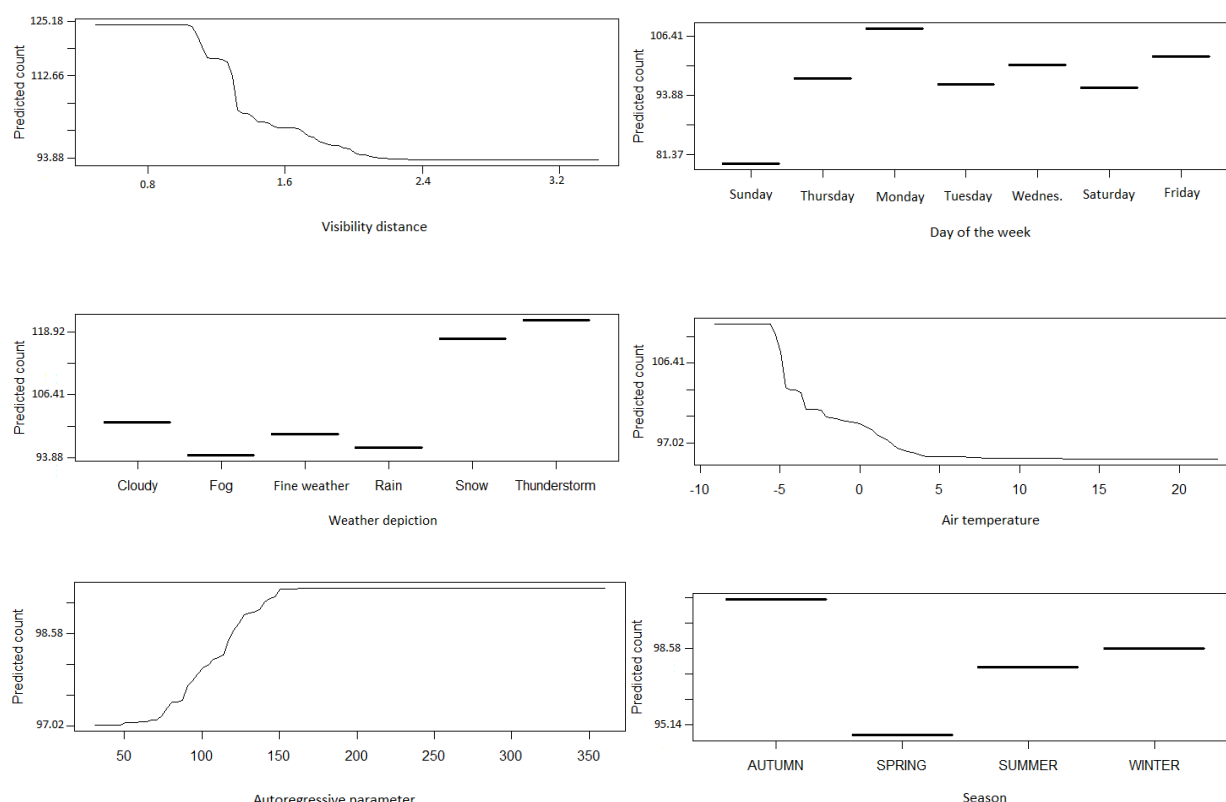 Predicted count
125.18
112.66
93.88
0.8 1.6 2.4 3.2
Visibility distance
Predicted count
106.41
93.88
81.37
Sunday Thursday Monday Tuesday Wednes. Saturday Friday
Day of the week
Predicted count
118.92
106.41
93.88
Cloudy Fog Fine weather Rain Snow Thunderstorm
Weather depiction
Predicted count
106.41
97.02
-10 -5 0 5 10 15 20
Air temperature
Predicted count
98.58
97.02
50 100 150 200 250 300 350
Autoregressive parameter
Predicted count
98.58
95.14
AUTUMN SPRING SUMMER WINTER
Season